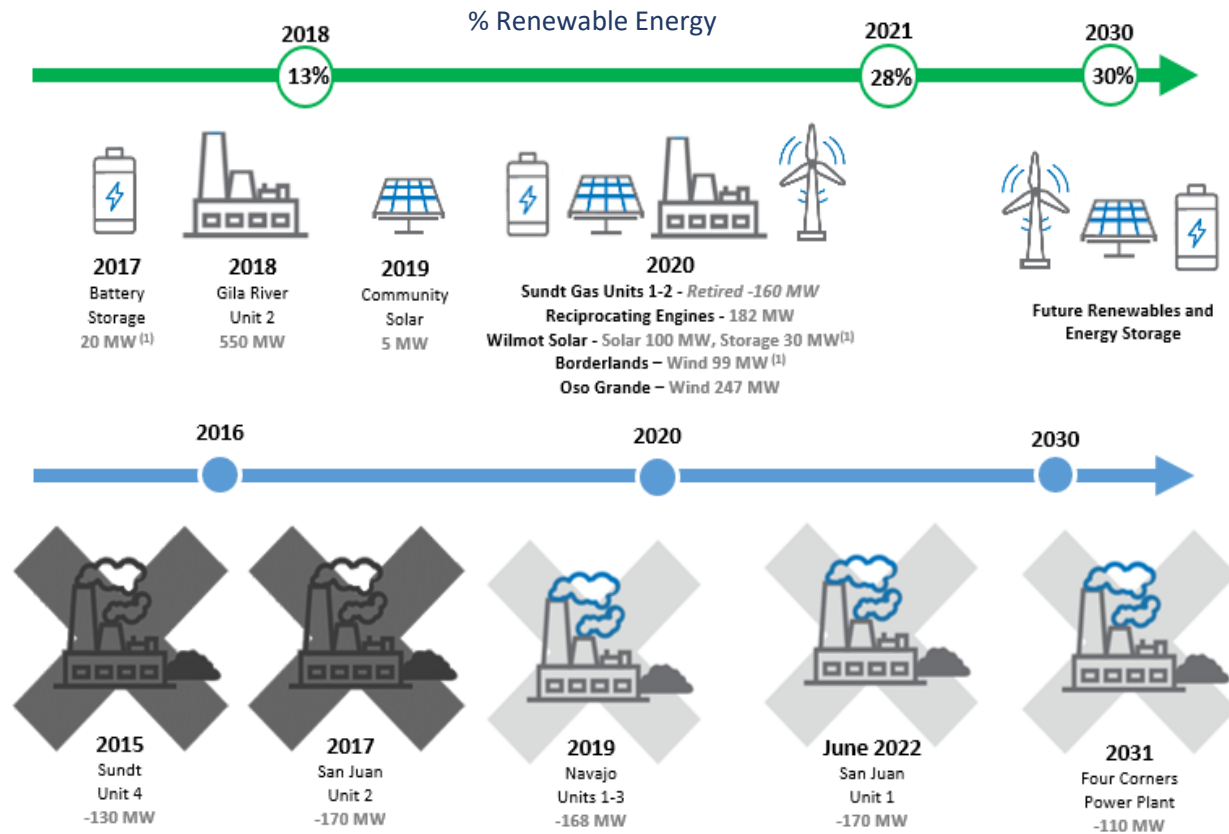 % Renewable Energy
2018
2021
2030
13%
28%
30%
2017
Battery
Storage
20 MW (1)
2018
Gila River
Unit 2
550 MW
2019
Community
Solar
5 MW
2020
Sundt Gas Units 1-2 - Retired -160 MW
Reciprocating Engines - 182 MW
Wilmot Solar - Solar 100 MW, Storage 30 MW(1)
Borderlands – Wind 99 MW (1)
Oso Grande – Wind 247 MW
Future Renewables and
Energy Storage
2016
2020
2030
2015
Sundt
Unit 4
-130 MW
2017
San Juan
Unit 2
-170 MW
2019
Navajo
Units 1-3
-168 MW
June 2022
San Juan
Unit 1
-170 MW
2031
Four Corners
Power Plant
-110 MW